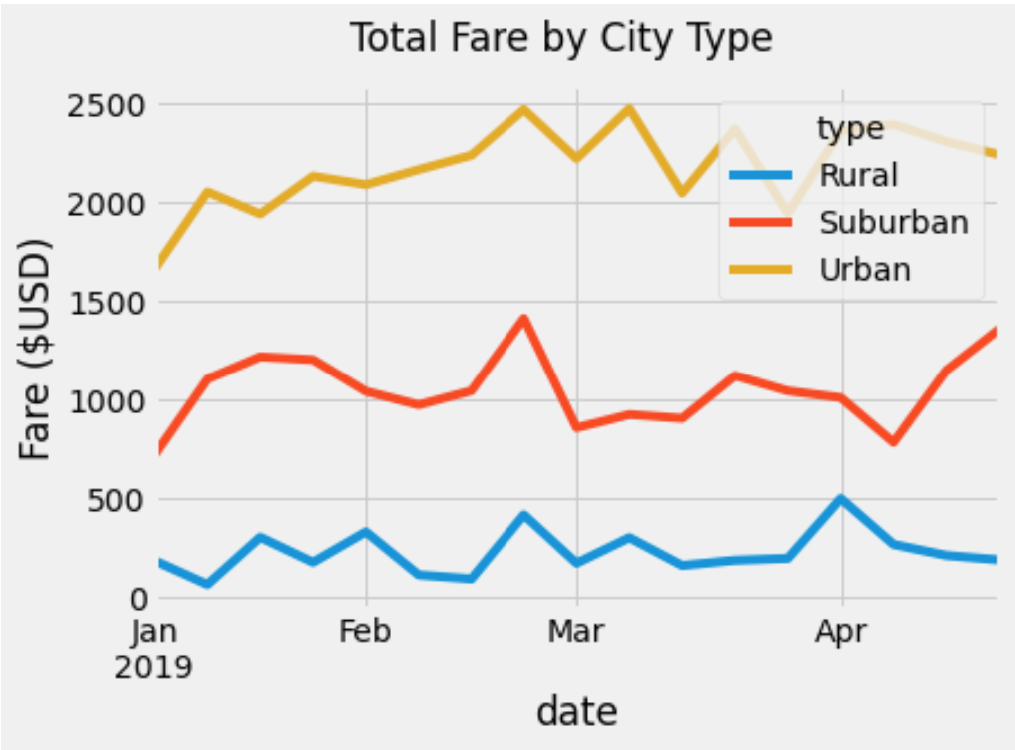 Total Fare by City Type
Fare ($USD)
2500
2000
1500
1000
500
0
type
Rural
Suburban
Urban
Jan
2019
Feb
Mar
Apr
date